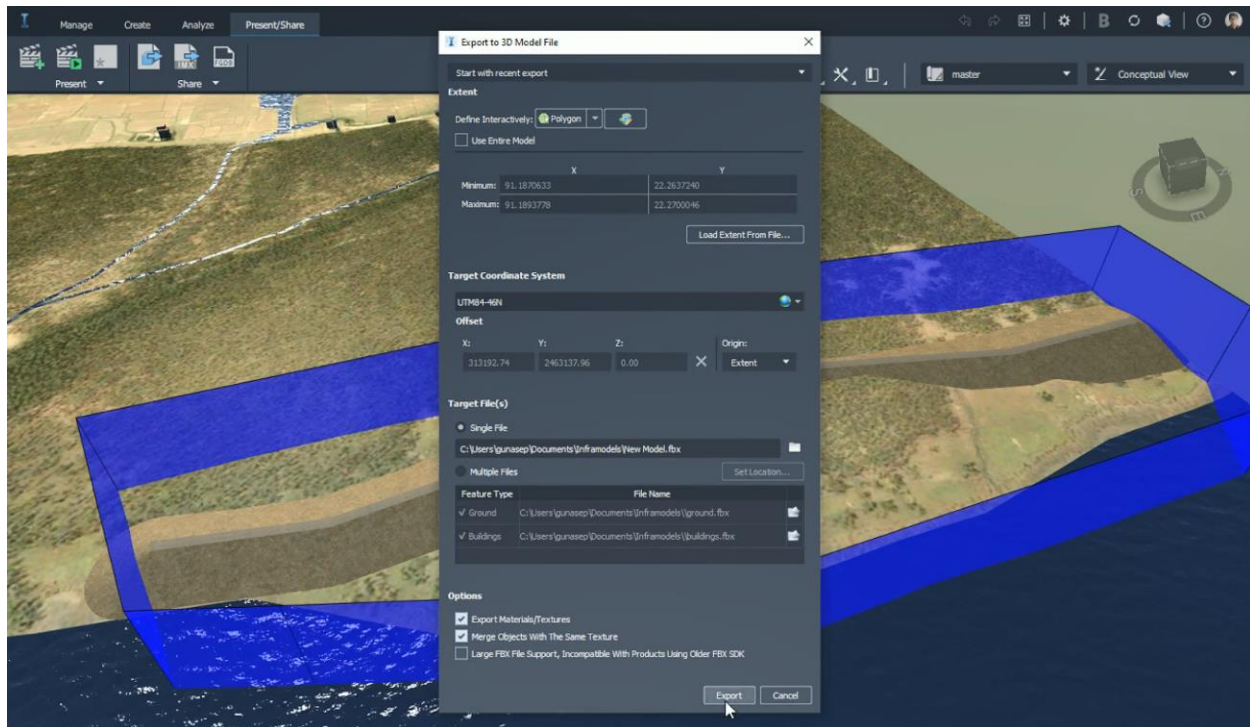 Manage Create Analyze Present/Share
Present Share
IMX
FGDB
master Conceptual View
Export to 3D Model File
Start with recent export
Extent
Define Interactively: Polygon
Use Entire Model
X Y
Minimum: 91.1870633 22.2637240
Maximum: 91.1893778 22.2700046
Load Extent From File...
Target Coordinate System
UTM84-46N
Offset
X: Y: Z: Origin:
313192.74 2463137.96 0.00 Extent
Target File(s)
Single File
C:\Users\gunasep\Documents\Inframodels\New Model.fbx
Multiple Files Set Location...
Feature Type File Name
Ground C:\Users\gunasep\Documents\Inframodels\\ground.fbx
Buildings C:\Users\gunasep\Documents\Inframodels\\buildings.fbx
Options
Export Materials/Textures
Merge Objects With The Same Texture
Large FBX File Support, Incompatible With Products Using Older FBX SDK
Export Cancel
S
E